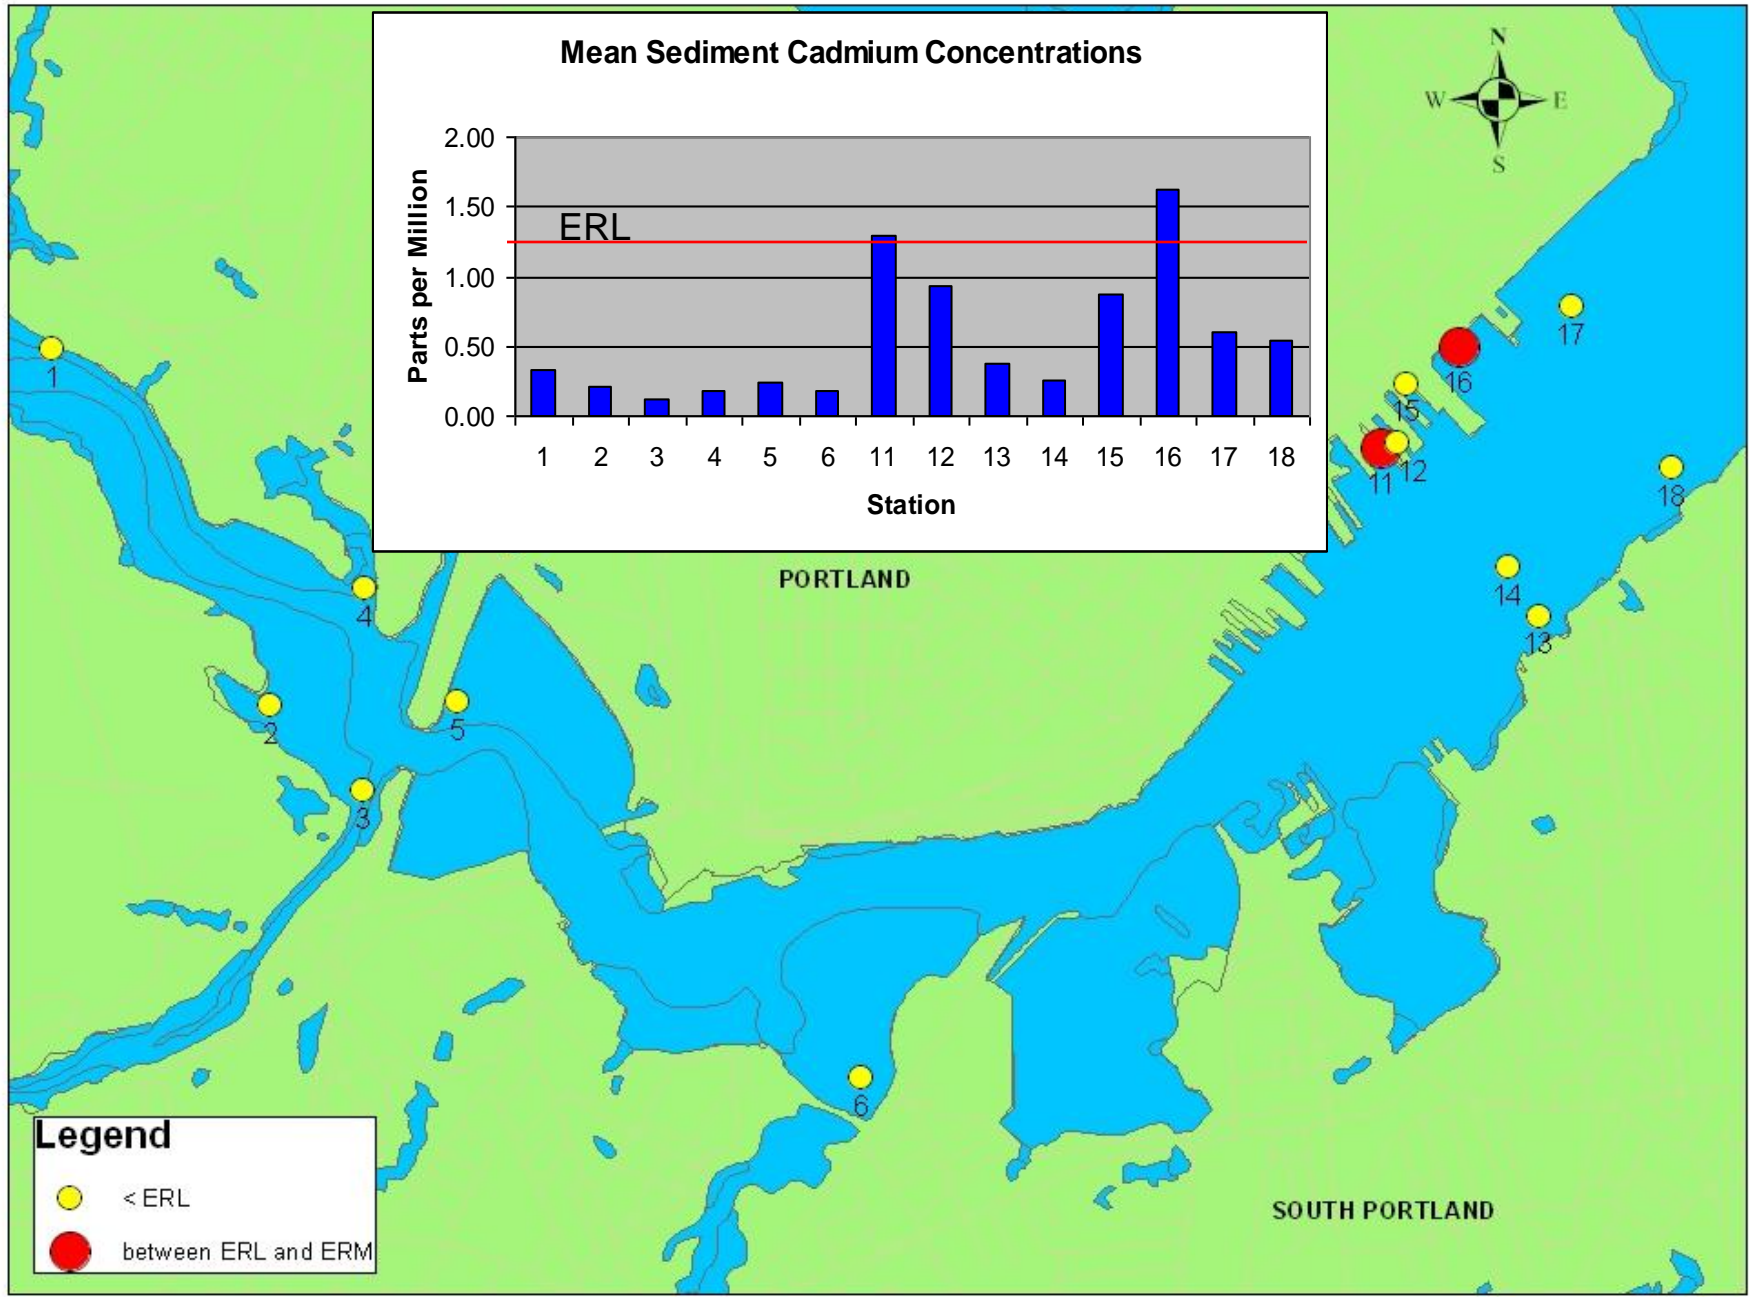 Mean Sediment Cadmium Concentrations
Parts per Million
2.00
1.50
1.00
0.50
0.00
ERL
1 2 3 4 5 6 11 12 13 14 15 16 17 18
Station
N
W E
S
17
16
15
12
11
18
14
13
1
4
2
5
3
6
PORTLAND
SOUTH PORTLAND
Legend
< ERL
between ERL and ERM